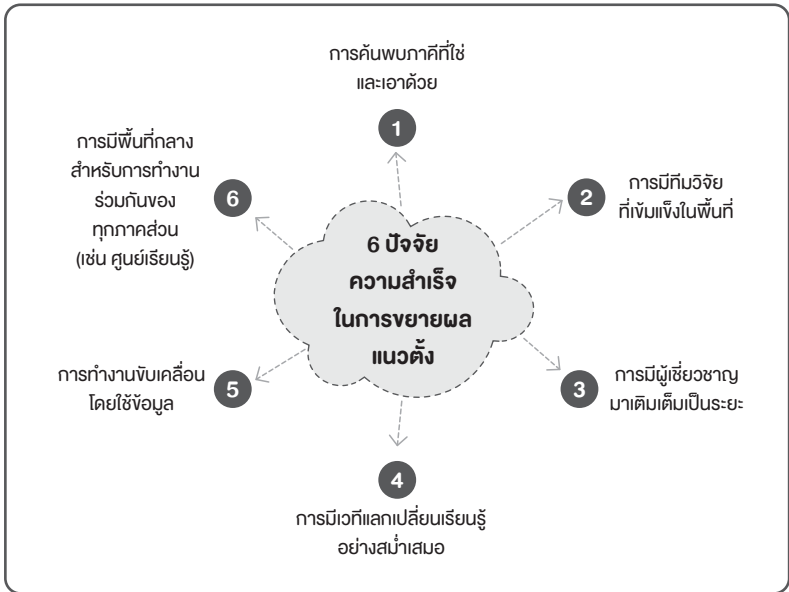 6 ปัจจัย
ความสำเร็จ
ในการขยายผล
แนวตั้ง
1
การค้นพบภาคีที่ใช่
และเอาด้วย
2
การมีทีมวิจัย
ที่เข้มแข็งในพื้นที่
3
การมีผู้เชี่ยวชาญ
มาเติมเต็มเป็นระยะ
4
การมีเวทีแลกเปลี่ยนเรียนรู้
อย่างสม่ำเสมอ
5
การทำงานขับเคลื่อน
โดยใช้ข้อมูล
6
การมีพื้นที่กลาง
สำหรับการทำงาน
ร่วมกันของ
ทุกภาคส่วน
(เช่น ศูนย์เรียนรู้)